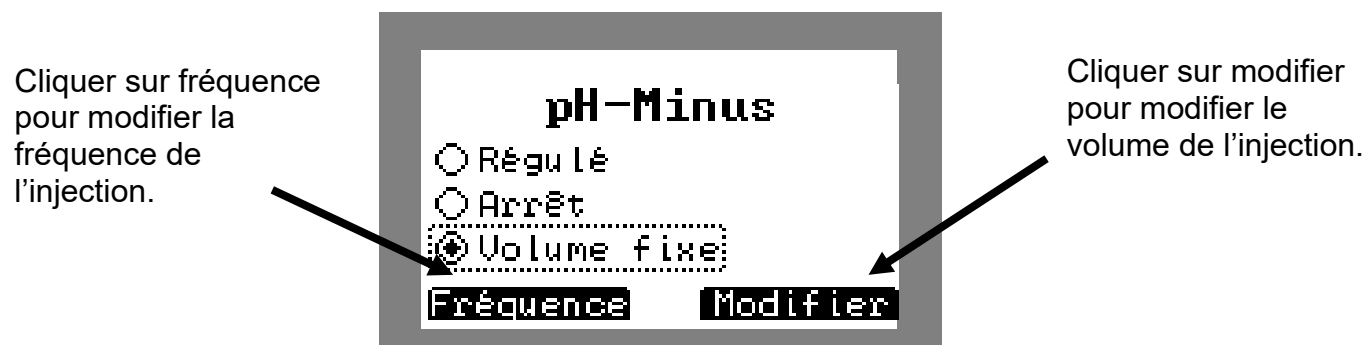 Cliquer sur fréquence
pour modifier la
fréquence de
l'injection.
pH-Minus
Régulé
Arrêt
Volume fixe
Fréquence
Modifier
Cliquer sur modifier
pour modifier le
volume de l'injection.